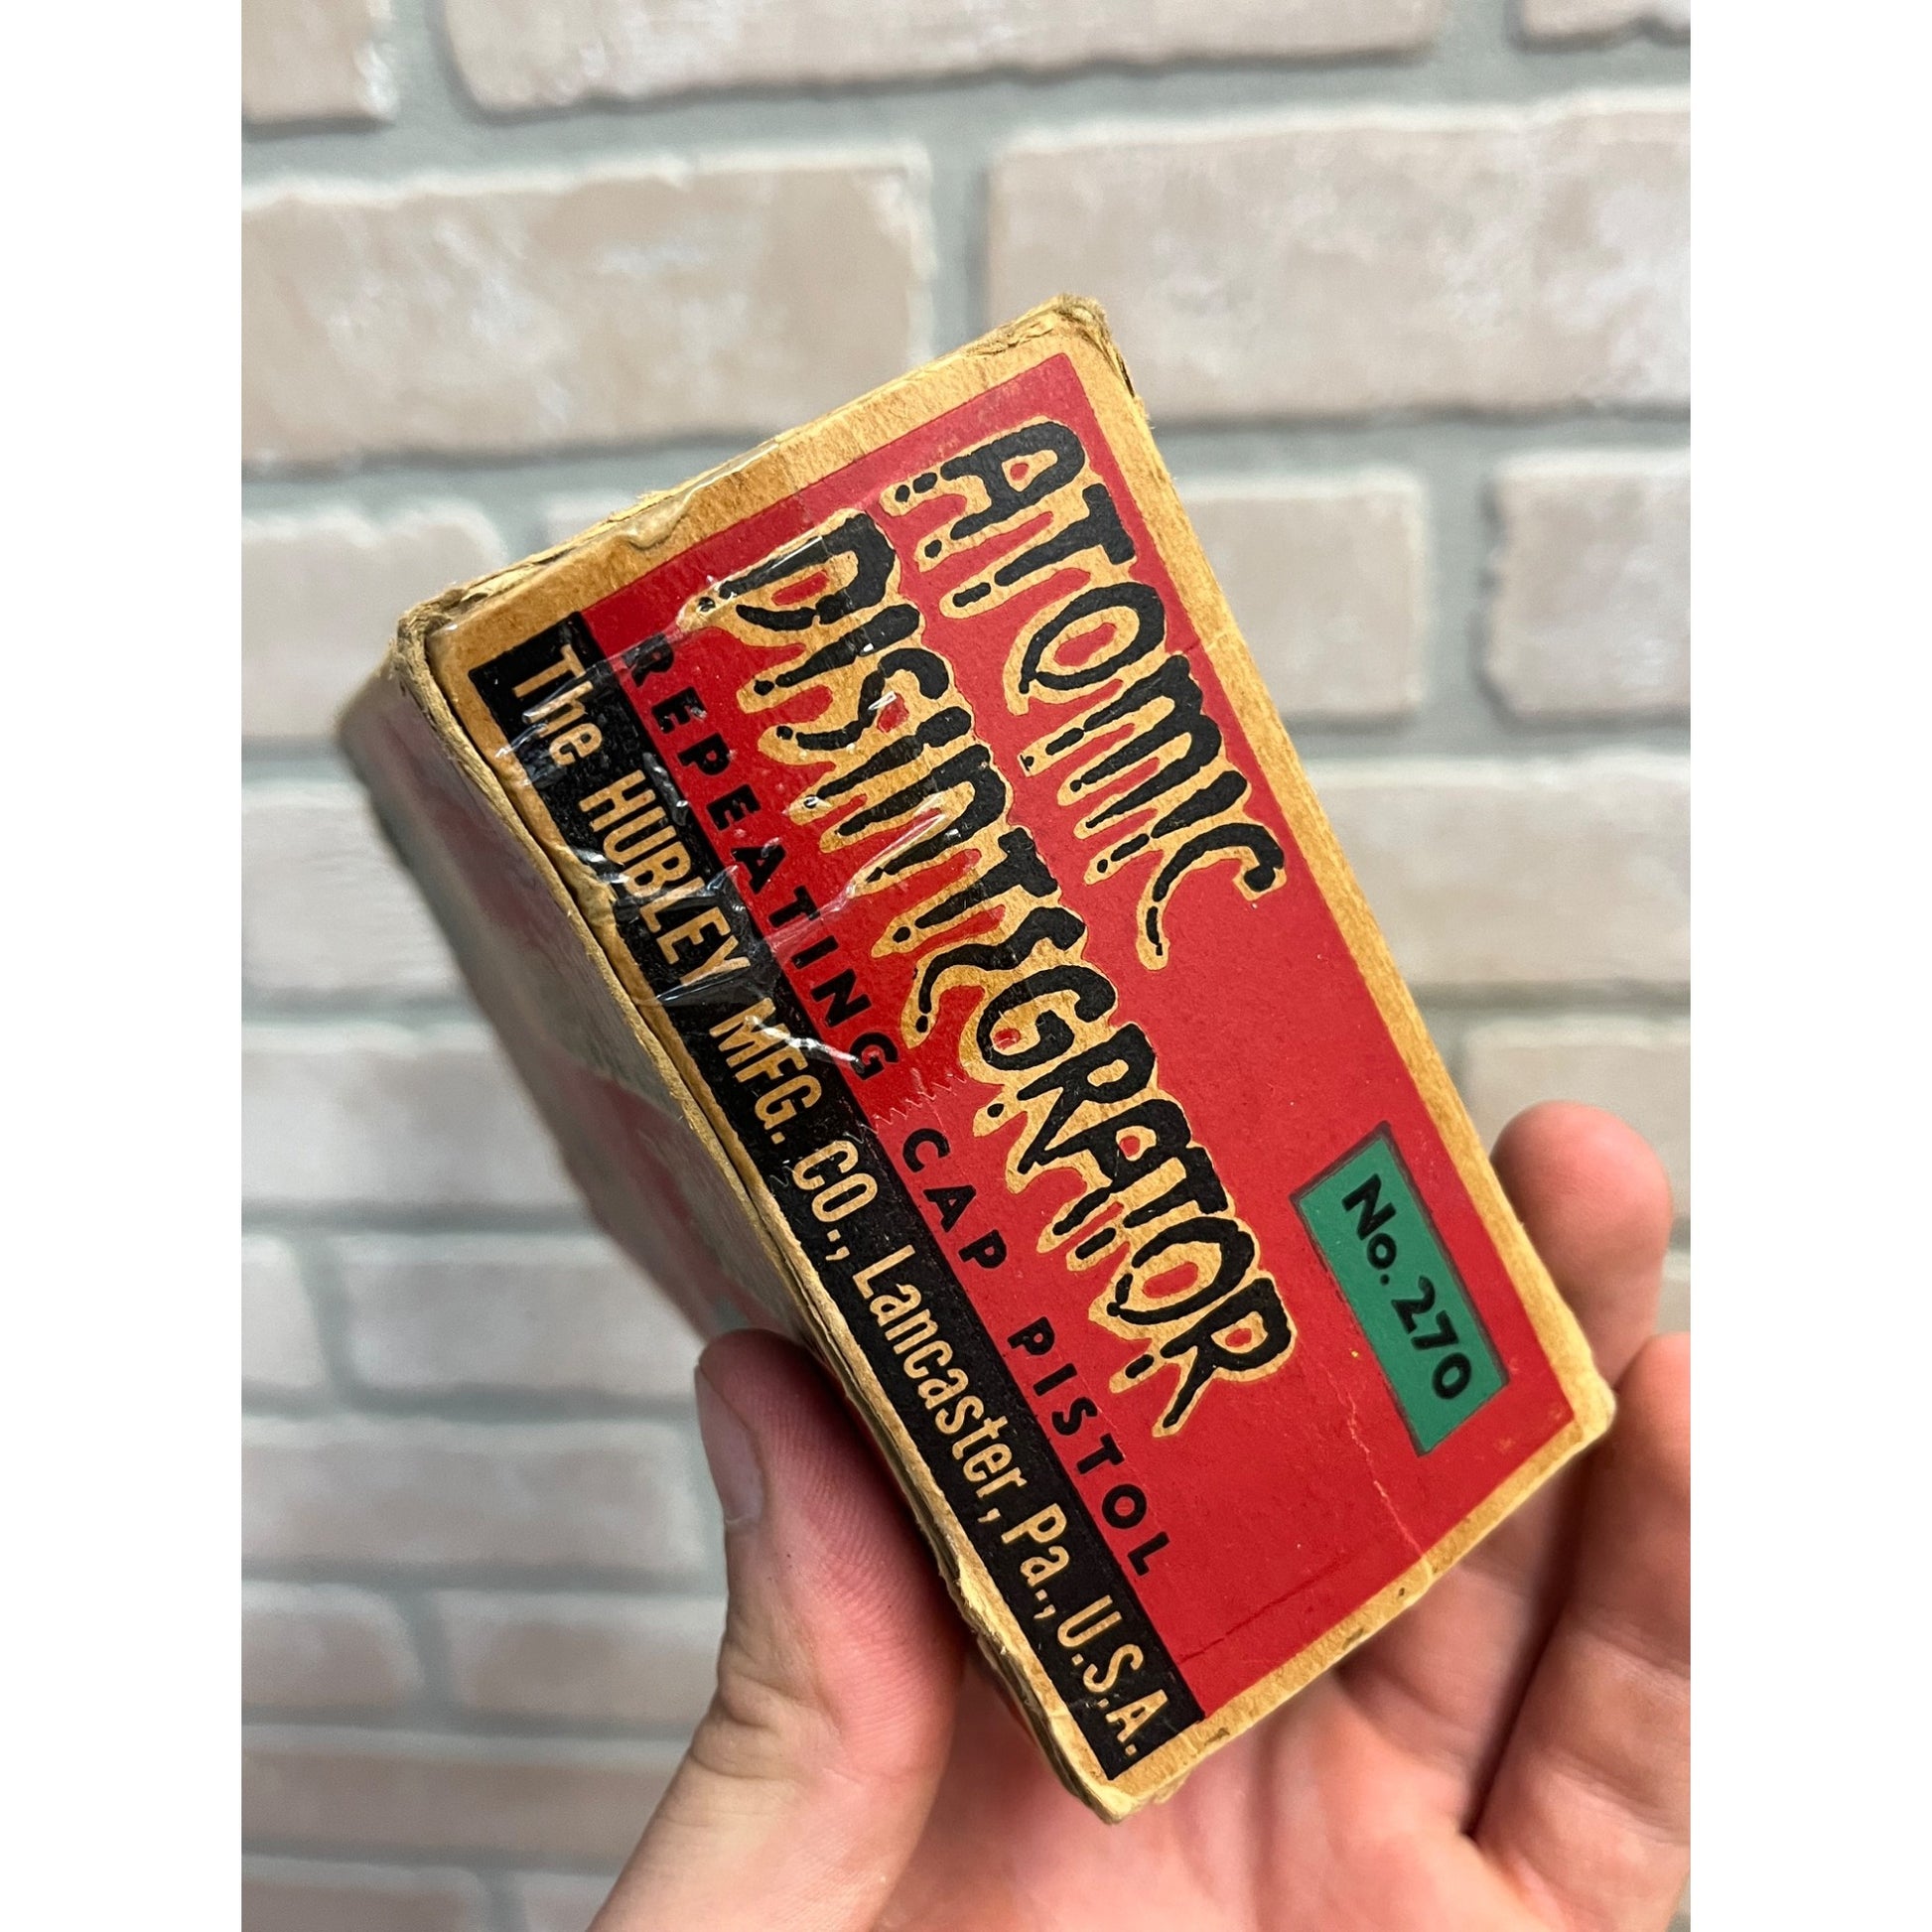 No. 270
ATOMIC
DISINTEGRATOR
REPEATING CAP PISTOL
The HUBLEY MFG. CO., Lancaster, Pa., U.S.A.